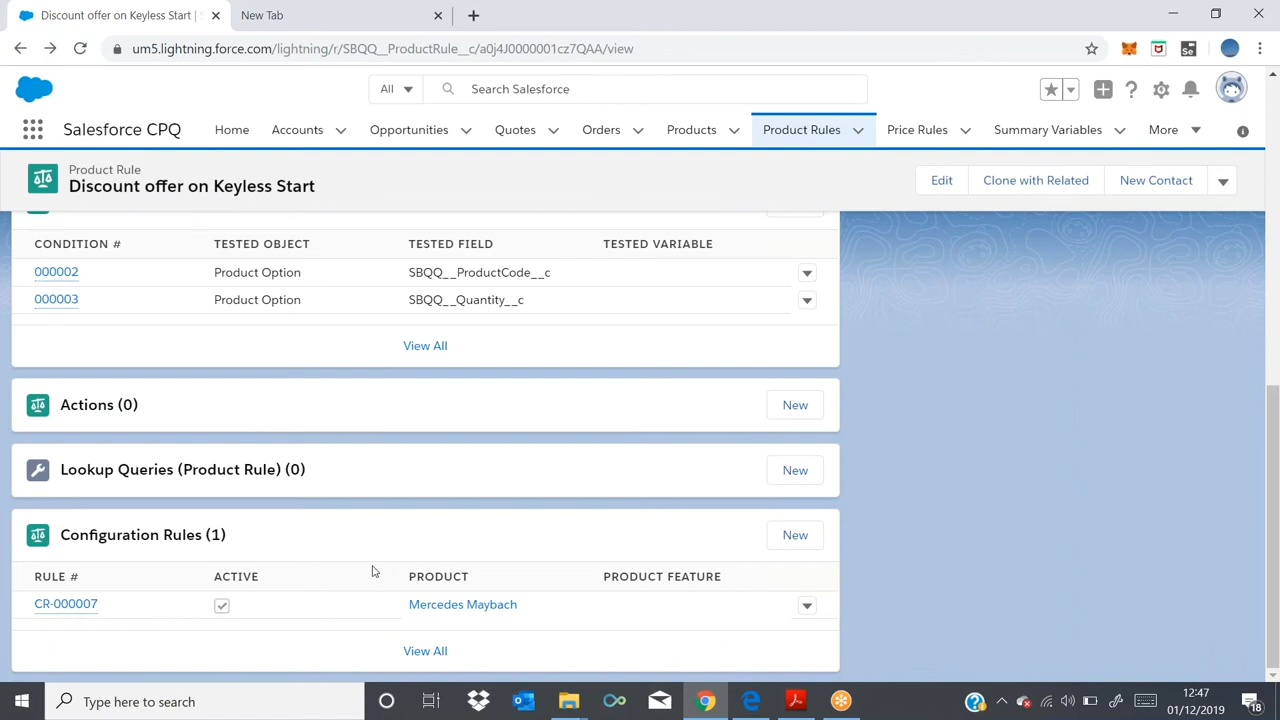 Discount offer on Keyless Start |
New Tab
um5.lightning.force.com/lightning/r/SBQQ__ProductRule__c/a0j4J0000001cz7QAA/view
Se
All
Search Salesforce
Salesforce CPQ
Home
Accounts
Opportunities
Quotes
Orders
Products
Product Rules
Price Rules
Summary Variables
More
Product Rule
Discount offer on Keyless Start
Edit
Clone with Related
New Contact
CONDITION #
TESTED OBJECT
TESTED FIELD
TESTED VARIABLE
000002
Product Option
SBQQ__ProductCode__c
000003
Product Option
SBQQ__Quantity__c
View All
Actions (0)
New
Lookup Queries (Product Rule) (0)
New
Configuration Rules (1)
New
RULE #
ACTIVE
PRODUCT
PRODUCT FEATURE
CR-000007
Mercedes Maybach
View All
Type here to search
12:47
01/12/2019
18